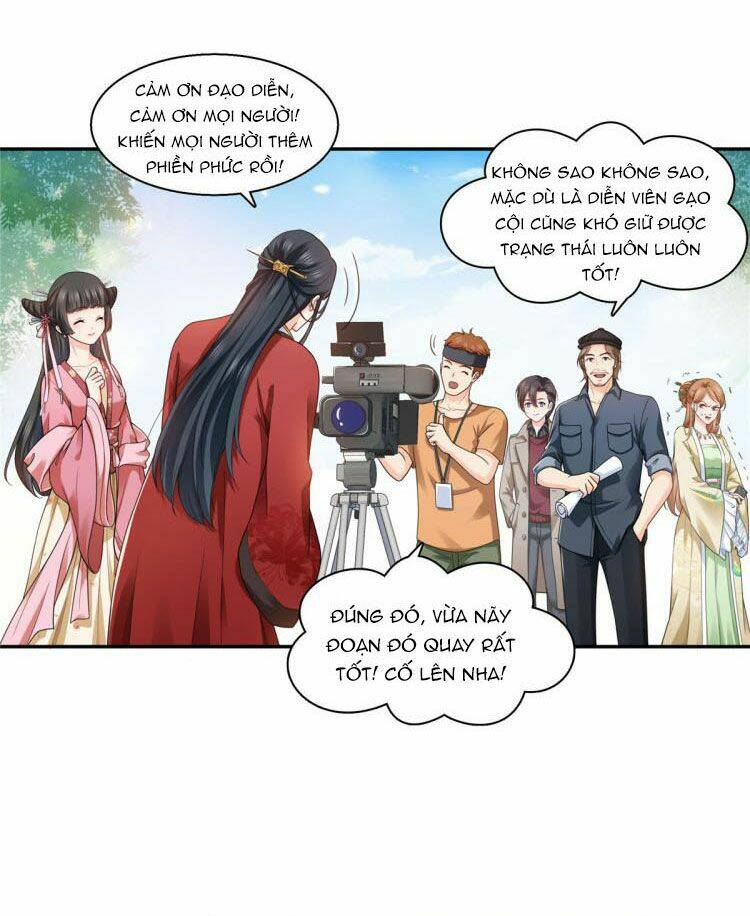 CẢM ƠN ĐẠO DIỄN,
CẢM ƠN MỌI NGƯỜI!
KHIẾN MỌI NGƯỜI THÊM
PHIỀN PHỨC RỒI!
KHÔNG SAO KHÔNG SAO,
MẶC DÙ LÀ DIỄN VIÊN GẠO
CỘI CŨNG KHÓ GIỮ ĐƯỢC
TRẠNG THÁI LUÔN LUÔN
TỐT!
ĐÚNG ĐÓ, VỪA NÃY
ĐOẠN ĐÓ QUAY RẤT
TỐT! CỐ LÊN NHA!